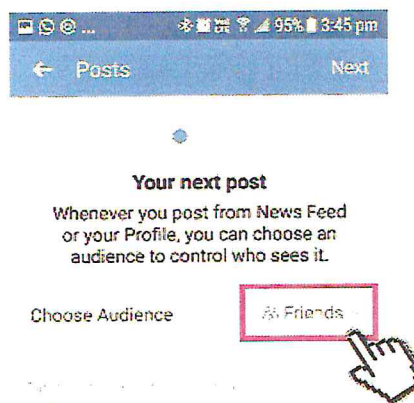 ... 95% 3:45 pm
← Posts Next
Your next post
Whenever you post from News Feed
or your Profile, you can choose an
audience to control who sees it.
Choose Audience Friends